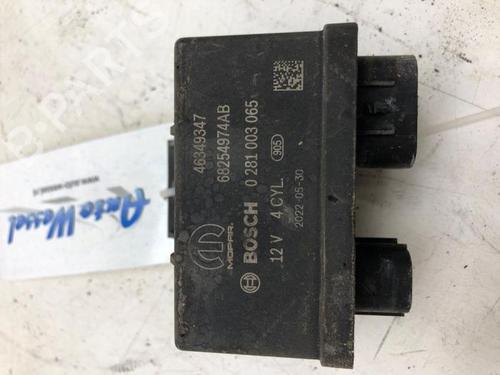 46349347
68254974AB
MOPAR
BOSCH 0 281 003 065
12 V 4 CYL. 905
2022-05-30
Auto Wessel